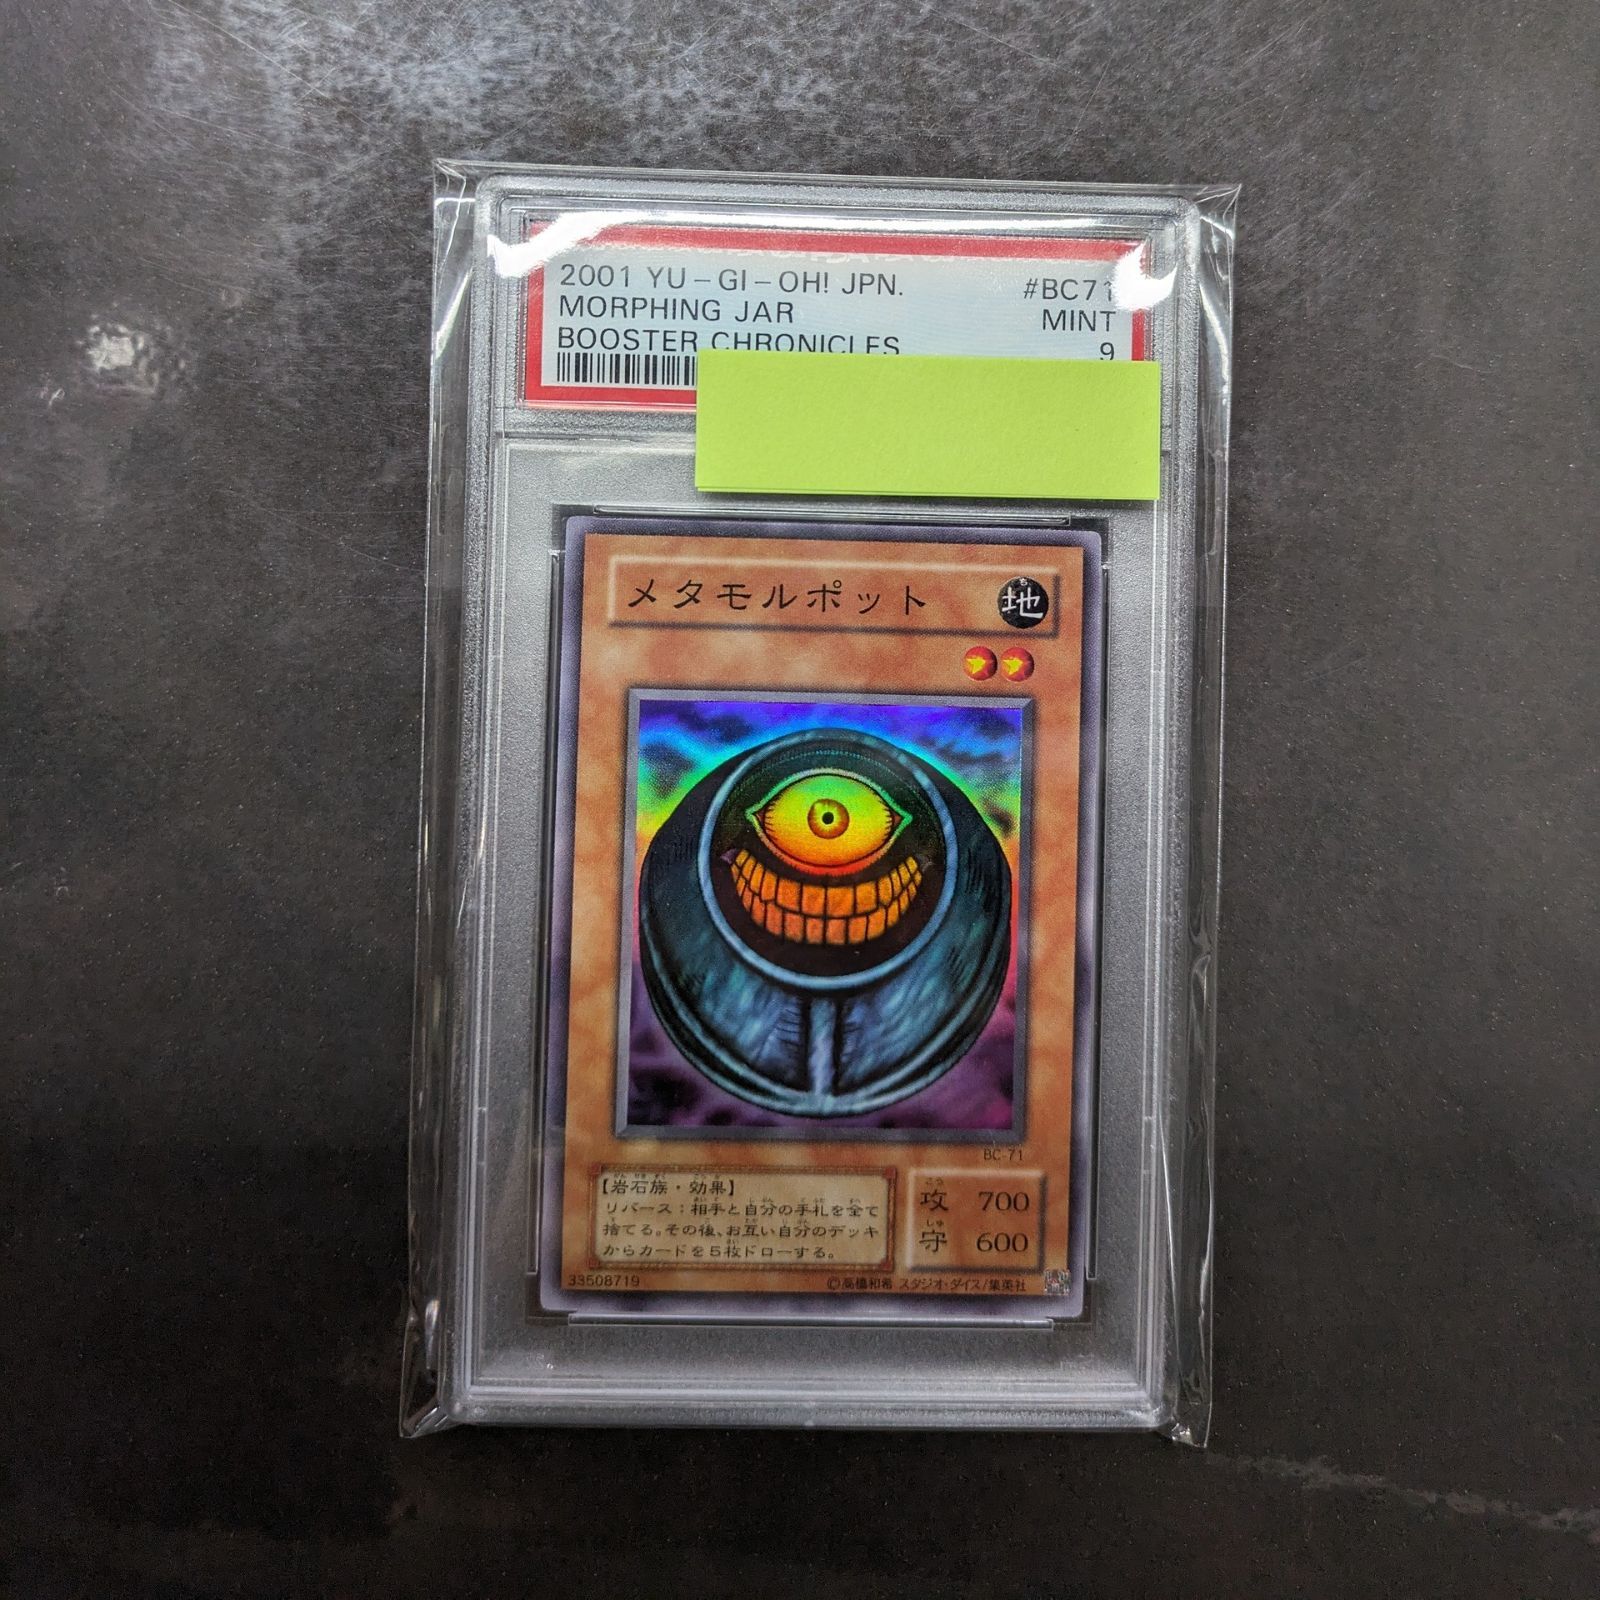 2001 YU-GI-OH! JPN. #BC71
MORPHING JAR MINT
BOOSTER CHRONICLES 9
メタモルポット
地
BC-71
【岩石族・効果】
リバース:相手と自分の手札を全て
捨てる。その後、お互い自分のデッキ
からカードを5枚ドローする。
攻 700
守 600
33508719 ©高橋和希 スタジオ・ダイス/集英社